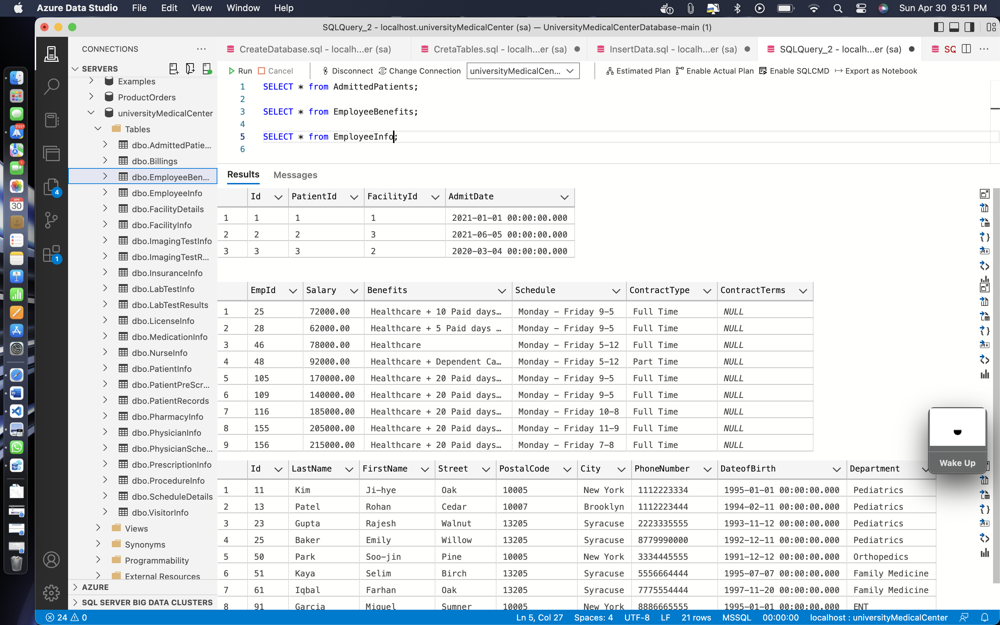 Azure Data Studio File Edit View Window Help Sun Apr 30 9:51 PM
SQLQuery_2 - localhost.universityMedicalCenter (sa) — UniversityMedicalCenterDatabase-main (1)
CONNECTIONS
CreateDatabase.sql - localh...er (sa) CretaTables.sql - localh...er (sa) InsertData.sql - localh...er (sa) SQLQuery_2 - localh...er (sa) SQ
SERVERS
Run Cancel Disconnect Change Connection universityMedicalCen... Estimated Plan Enable Actual Plan Enable SQLCMD Export as Notebook
Examples
ProductOrders
universityMedicalCenter
Tables
dbo.AdmittedPatie...
dbo.Billings
dbo.EmployeeBen...
dbo.EmployeeInfo
dbo.FacilityDetails
dbo.FacilityInfo
dbo.ImagingTestInfo
dbo.ImagingTestR...
dbo.InsuranceInfo
dbo.LabTestInfo
dbo.LabTestResults
dbo.LicenseInfo
dbo.MedicationInfo
dbo.NurseInfo
dbo.PatientInfo
dbo.PatientPreScr...
dbo.PatientRecords
dbo.PharmacyInfo
dbo.PhysicianInfo
dbo.PhysicianSche...
dbo.PrescriptionInfo
dbo.ProcedureInfo
dbo.ScheduleDetails
dbo.VisitorInfo
Views
Synonyms
Programmability
External Resources
AZURE
SQL SERVER BIG DATA CLUSTERS
21227
1
APR
30
4
1
1 SELECT * from AdmittedPatients;
2
3 SELECT * from EmployeeBenefits;
4
5 SELECT * from EmployeeInfo;
6
Results Messages
Id PatientId FacilityId AdmitDate
1 1 1 1 2021-01-01 00:00:00.000
2 2 2 3 2021-06-05 00:00:00.000
3 3 3 2 2020-03-04 00:00:00.000
EmpId Salary Benefits Schedule ContractType ContractTerms
1 25 72000.00 Healthcare + 10 Paid days… Monday - Friday 9-5 Full Time NULL
2 28 62000.00 Healthcare + 5 Paid days … Monday - Friday 9-5 Full Time NULL
3 46 78000.00 Healthcare Monday - Friday 5-12 Full Time NULL
4 48 92000.00 Healthcare + Dependent Ca… Monday - Friday 5-12 Part Time NULL
5 105 170000.00 Healthcare + 20 Paid days… Monday - Friday 9-5 Full Time NULL
6 109 140000.00 Healthcare + 20 Paid days… Monday - Friday 9-5 Full Time NULL
7 116 185000.00 Healthcare + 20 Paid days… Monday - Friday 10-8 Full Time NULL
8 155 205000.00 Healthcare + 20 Paid days… Monday - Friday 11-9 Full Time NULL
9 156 215000.00 Healthcare + 20 Paid days… Monday - Friday 7-8 Full Time NULL
Id LastName FirstName Street PostalCode City PhoneNumber DateofBirth Department
1 11 Kim Ji-hye Oak 10005 New York 1112223334 1995-01-01 00:00:00.000 Pediatrics
2 13 Patel Rohan Cedar 10007 Brooklyn 1112223444 1994-02-11 00:00:00.000 Pediatrics
3 23 Gupta Rajesh Walnut 13205 Syracuse 2223335555 1993-11-12 00:00:00.000 Pediatrics
4 25 Baker Emily Willow 13205 Syracuse 8779990000 1992-12-11 00:00:00.000 Pediatrics
5 50 Park Soo-jin Pine 10005 New York 3334445555 1991-12-12 00:00:00.000 Orthopedics
6 51 Kaya Selim Birch 13205 Syracuse 5556664444 1995-07-07 00:00:00.000 Family Medicine
7 61 Iqbal Farhan Oak 13205 Syracuse 7775554444 1997-11-20 00:00:00.000 Family Medicine
8 91 Garcia Miguel Sumner 10005 New York 8886665555 1995-01-01 00:00:00.000 ENT
Wake Up
24 0 Ln 5, Col 27 Spaces: 4 UTF-8 LF 21 rows MSSQL 00:00:00 localhost : universityMedicalCenter